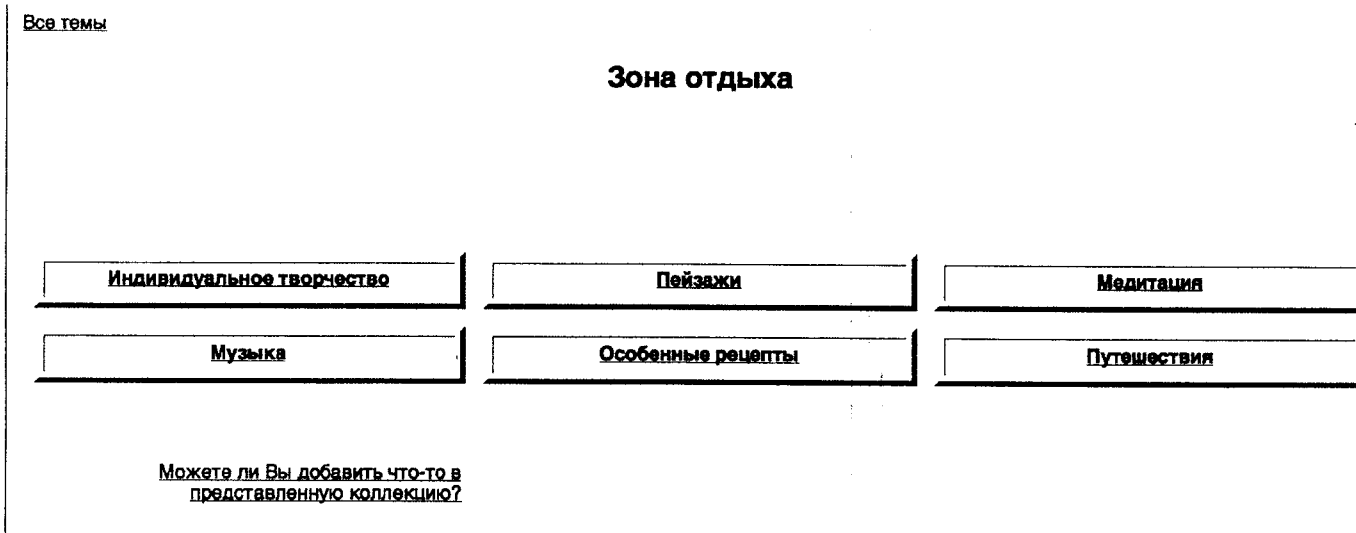 Все темы
Зона отдыха
Индивидуальное творчество
Пейзажи
Медитация
Музыка
Особенные рецепты
Путешествия
Можете ли Вы добавить что-то в
представленную коллекцию?